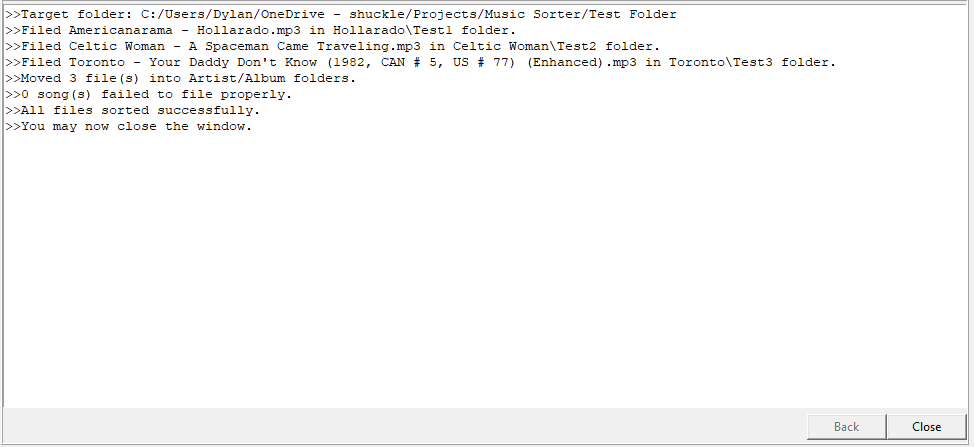 >>Target folder: C:/Users/Dylan/OneDrive - shuckle/Projects/Music Sorter/Test Folder
>>Filed Americanarama - Hollarado.mp3 in Hollarado\Test1 folder.
>>Filed Celtic Woman - A Spaceman Came Traveling.mp3 in Celtic Woman\Test2 folder.
>>Filed Toronto - Your Daddy Don't Know (1982, CAN # 5, US # 77) (Enhanced).mp3 in Toronto\Test3 folder.
>>Moved 3 file(s) into Artist/Album folders.
>>0 song(s) failed to file properly.
>>All files sorted successfully.
>>You may now close the window.
Back
Close